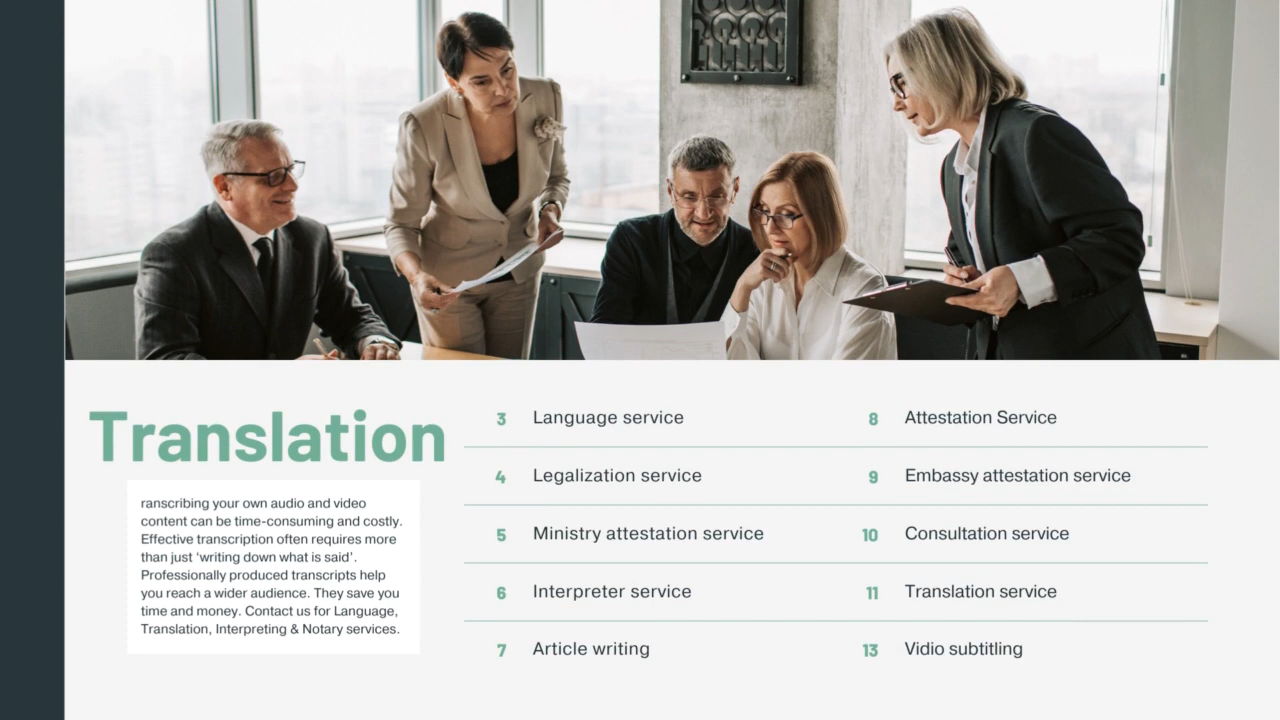 Translation
ranscribing your own audio and video
content can be time-consuming and costly.
Effective transcription often requires more
than just ‘writing down what is said’.
Professionally produced transcripts help
you reach a wider audience. They save you
time and money. Contact us for Language,
Translation, Interpreting & Notary services.
3 Language service
4 Legalization service
5 Ministry attestation service
6 Interpreter service
7 Article writing
8 Attestation Service
9 Embassy attestation service
10 Consultation service
11 Translation service
13 Vidio subtitling